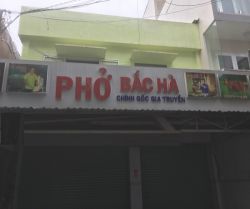 PHỞ BẮC HÀ
CHÍNH GỐC GIA TRUYỀN